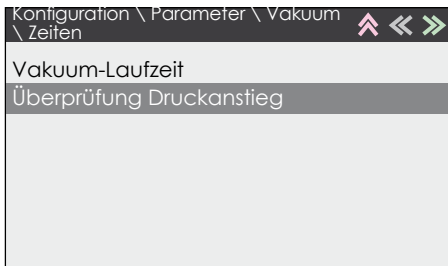 Konfiguration \ Parameter \ Vakuum
\ Zeiten
Vakuum-Laufzeit
Überprüfung Druckanstieg